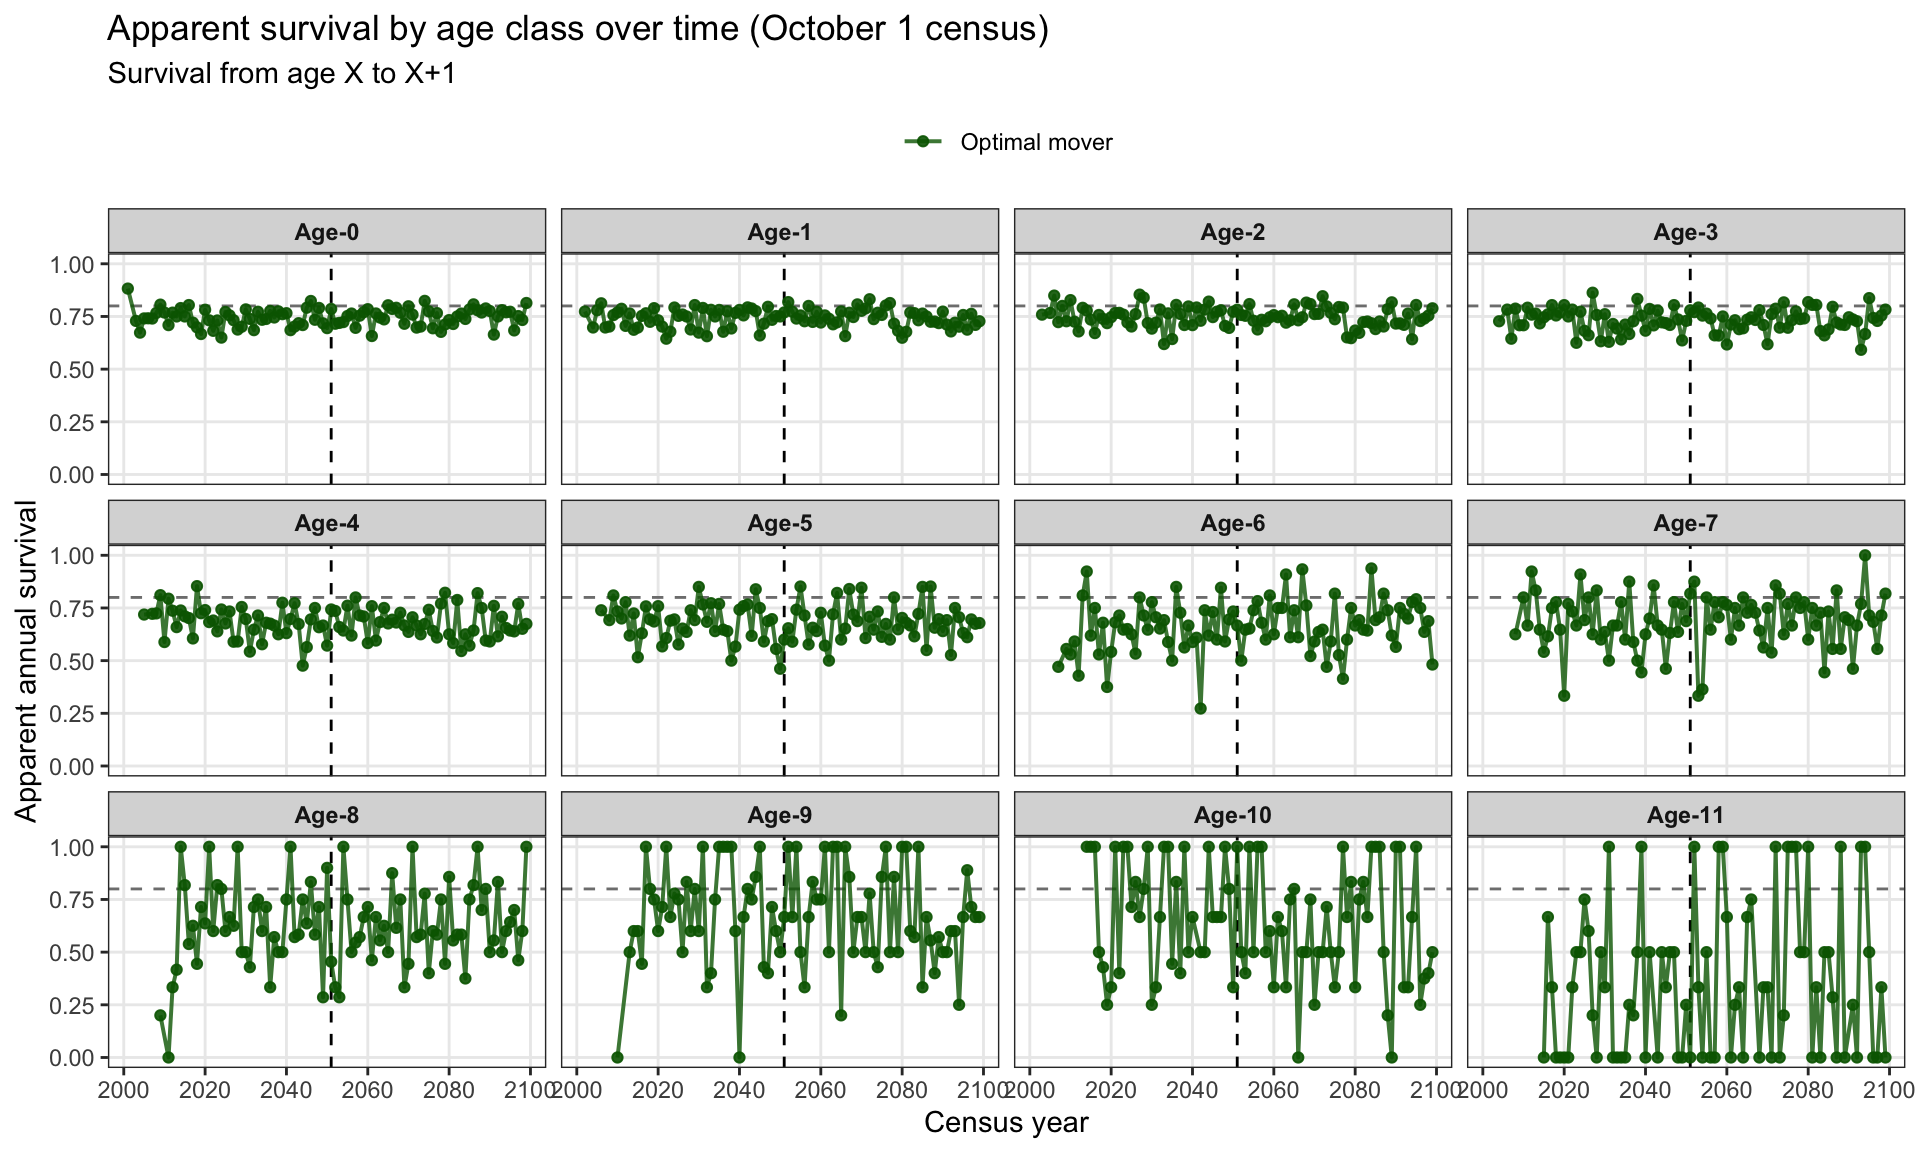 Apparent survival by age class over time (October 1 census)
Survival from age X to X+1
Optimal mover
Age-0 Age-1 Age-2 Age-3
1.00
0.75
0.50
0.25
0.00
Age-4 Age-5 Age-6 Age-7
1.00
0.75
0.50
0.25
0.00
Age-8 Age-9 Age-10 Age-11
1.00
0.75
0.50
0.25
0.00
2000 2020 2040 2060 2080 2100 2000 2020 2040 2060 2080 2100 2000 2020 2040 2060 2080 2100 2000 2020 2040 2060 2080 2100
Apparent annual survival
Census year